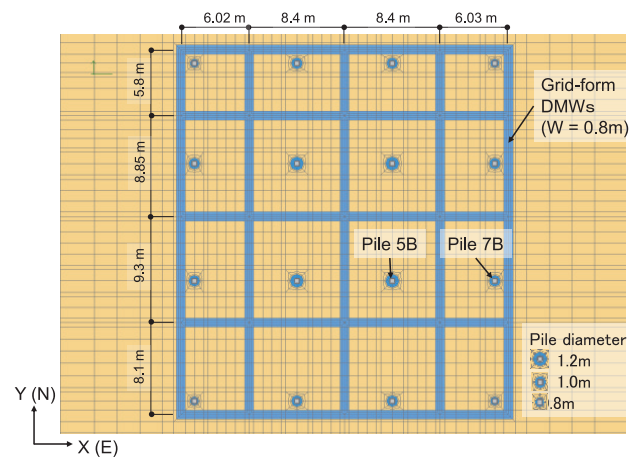 6.02 m 8.4 m 8.4 m 6.03 m
5.8 m
8.85 m
9.3 m
8.1 m
Grid-form
DMWs
(W = 0.8m)
Pile 5B Pile 7B
Pile diameter
1.2m
1.0m
.8m
Y (N)
X (E)